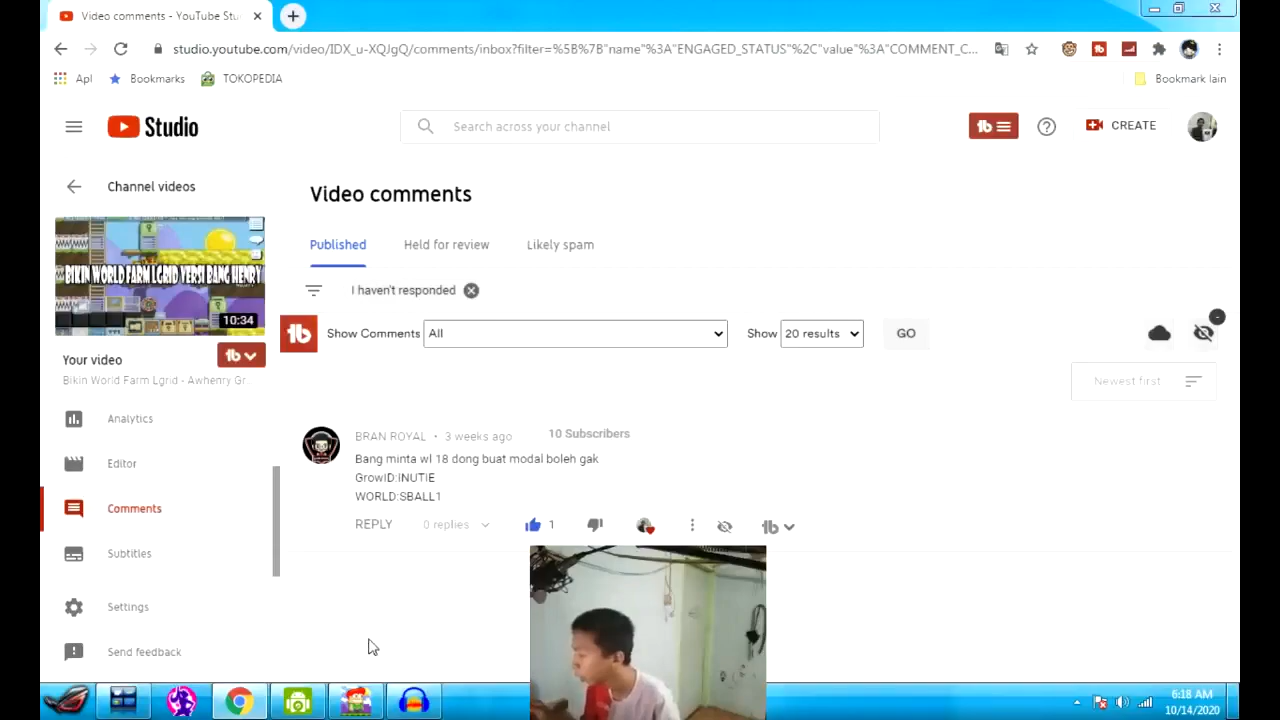 Video comments - YouTube Stu
studio.youtube.com/video/IDX_u-XQJgQ/comments/inbox?filter=%5B%7B"name"%3A"ENGAGED_STATUS"%2C"value"%3A"COMMENT_C...
Apl
Bookmarks
TOKOPEDIA
Bookmark lain
Studio
Search across your channel
tb
CREATE
Channel videos
Video comments
BIKIN WORLD FARM LGRID VERSI BANG HENRY
10:34
Published
Held for review
Likely spam
I haven't responded
tb
Show Comments
All
Show
20 results
GO
Your video
tb
Bikin World Farm Lgrid - Awhenry Gr...
Newest first
Analytics
Editor
Comments
Subtitles
Settings
Send feedback
BRAN ROYAL • 3 weeks ago
10 Subscribers
Bang minta wl 18 dong buat modal boleh gak
GrowID:INUTIE
WORLD:SBALL1
REPLY
0 replies
1
tb
6:18 AM
10/14/2020